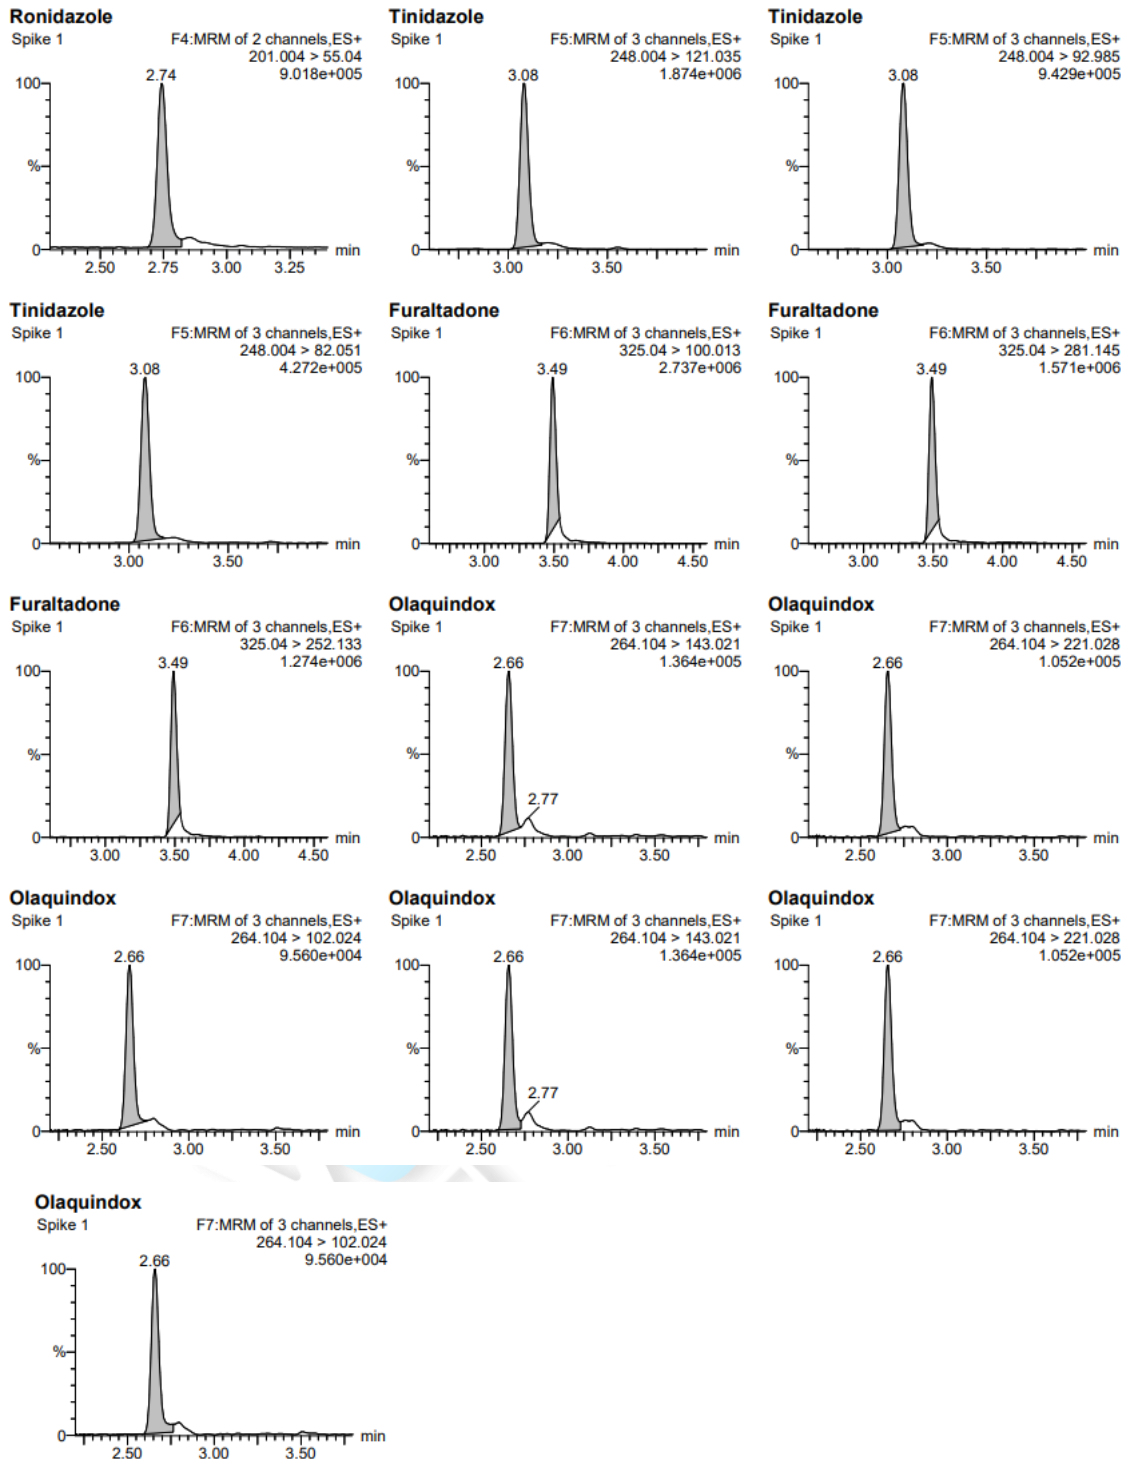 Ronidazole
Spike 1 F4:MRM of 2 channels,ES+
201.004 > 55.04
9.018e+005
2.74
100
%
0
min
2.50 2.75 3.00 3.25
Tinidazole
Spike 1 F5:MRM of 3 channels,ES+
248.004 > 121.035
1.874e+006
3.08
100
%
0
min
3.00 3.50
Tinidazole
Spike 1 F5:MRM of 3 channels,ES+
248.004 > 92.985
9.429e+005
3.08
100
%
0
min
3.00 3.50
Tinidazole
Spike 1 F5:MRM of 3 channels,ES+
248.004 > 82.051
4.272e+005
3.08
100
%
0
min
3.00 3.50
Furaltadone
Spike 1 F6:MRM of 3 channels,ES+
325.04 > 100.013
2.737e+006
3.49
100
%
0
min
3.00 3.50 4.00 4.50
Furaltadone
Spike 1 F6:MRM of 3 channels,ES+
325.04 > 281.145
1.571e+006
3.49
100
%
0
min
3.00 3.50 4.00 4.50
Furaltadone
Spike 1 F6:MRM of 3 channels,ES+
325.04 > 252.133
1.274e+006
3.49
100
%
0
min
3.00 3.50 4.00 4.50
Olaquindox
Spike 1 F7:MRM of 3 channels,ES+
264.104 > 143.021
1.364e+005
2.66
100
%
2.77
0
min
2.50 3.00 3.50
Olaquindox
Spike 1 F7:MRM of 3 channels,ES+
264.104 > 221.028
1.052e+005
2.66
100
%
0
min
2.50 3.00 3.50
Olaquindox
Spike 1 F7:MRM of 3 channels,ES+
264.104 > 102.024
9.560e+004
2.66
100
%
0
min
2.50 3.00 3.50
Olaquindox
Spike 1 F7:MRM of 3 channels,ES+
264.104 > 143.021
1.364e+005
2.66
100
%
2.77
0
min
2.50 3.00 3.50
Olaquindox
Spike 1 F7:MRM of 3 channels,ES+
264.104 > 221.028
1.052e+005
2.66
100
%
0
min
2.50 3.00 3.50
Olaquindox
Spike 1 F7:MRM of 3 channels,ES+
264.104 > 102.024
9.560e+004
2.66
100
%
0
min
2.50 3.00 3.50